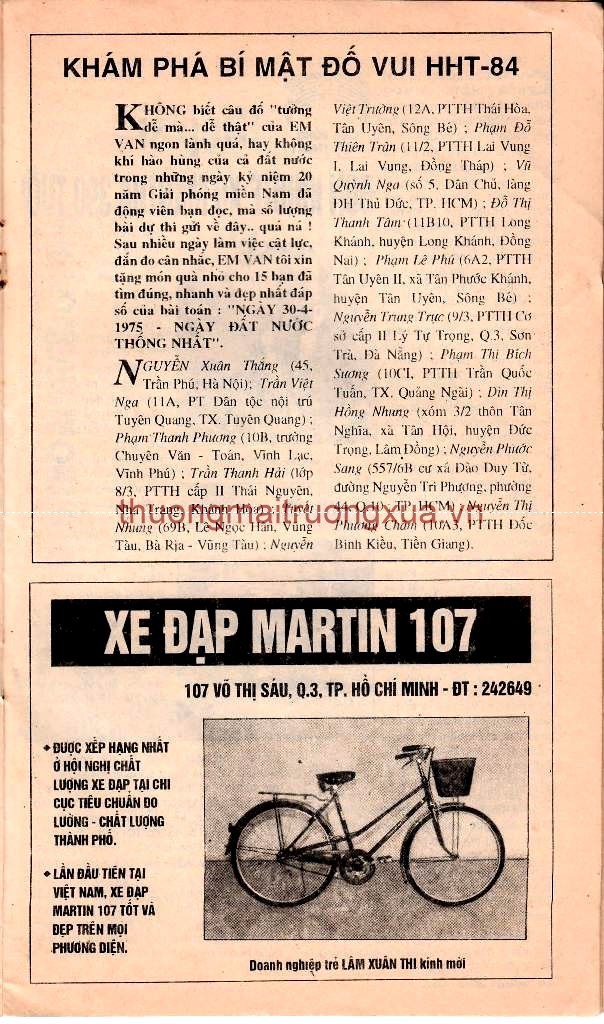 KHÁM PHÁ BÍ MẬT ĐỐ VUI HHT-84
KHÔNG biết câu đố "tưởng
dễ mà... dễ thật" của EM
VAN ngon lành quá, hay không
khí hào hùng của cả đất nước
trong những ngày kỷ niệm 20
năm Giải phóng miền Nam đã
động viên bạn đọc, mà số lượng
bài dự thi gửi về đây.. quá ná !
Sau nhiều ngày làm việc cật lực,
đắn đo cân nhắc, EM VAN tôi xin
tặng món quà nhỏ cho 15 bạn đã
tìm đúng, nhanh và đẹp nhất đáp
số của bài toán : "NGÀY 30-4-
1975 - NGÀY ĐẤT NƯỚC
THỐNG NHẤT".
NGUYỄN Xuân Thắng (45,
Trần Phú, Hà Nội); Trần Việt
Nga (11A, PT Dân tộc nội trú
Tuyên Quang, TX. Tuyên Quang) ;
Phạm Thanh Phương (10B, trường
Chuyên Văn - Toán, Vĩnh Lạc,
Vĩnh Phú) ; Trần Thanh Hải (lớp
8/3, PTTH cấp II Thái Nguyên,
Nha Trang, Khánh Hòa) ; Tuyết
Nhung (69B, Lê Ngọc Hân, Vũng
Tàu, Bà Rịa - Vũng Tàu) ; Nguyễn
Việt Trường (12A, PTTH Thái Hòa,
Tân Uyên, Sông Bé) ; Phạm Đỗ
Thiên Trân (11/2, PTTH Lai Vung
I, Lai Vung, Đồng Tháp) ; Vũ
Quỳnh Nga (số 5, Dân Chủ, làng
ĐH Thủ Đức, TP. HCM) ; Đỗ Thị
Thanh Tâm (11B10, PTTH Long
Khánh, huyện Long Khánh, Đồng
Nai) ; Phạm Lê Phú (6A2, PTTH
Tân Uyên II, xã Tân Phước Khánh,
huyện Tân Uyên, Sông Bé) ;
Nguyễn Trung Trực (9/3, PTTH Cơ
sở cấp II Lý Tự Trọng, Q.3, Sơn
Trà, Đà Nẵng) ; Phạm Thị Bích
Sương (10CI, PTTH Trần Quốc
Tuấn, TX. Quảng Ngãi) ; Đin Thị
Hồng Nhung (xóm 3/2 thôn Tân
Nghĩa, xã Tân Hội, huyện Đức
Trọng, Lâm Đồng) ; Nguyễn Phước
Sang (557/6B cư xá Đào Duy Từ,
đường Nguyễn Tri Phương, phường
Q.10, TP. HCM) ; Nguyễn Thị
Phương Châm (10A3, PTTH Đốc
Binh Kiều, Tiền Giang).
thuongmaitruongxua.vn
XE ĐẠP MARTIN 107
107 VÕ THỊ SÁU, Q.3, TP. HỒ CHÍ MINH - ĐT : 242649
ĐƯỢC XẾP HẠNG NHẤT
Ở HỘI NGHỊ CHẤT
LƯỢNG XE ĐẠP TẠI CHI
CỤC TIÊU CHUẨN ĐO
LƯỜNG - CHẤT LƯỢNG
THÀNH PHỐ.
LẦN ĐẦU TIÊN TẠI
VIỆT NAM, XE ĐẠP
MARTIN 107 TỐT VÀ
ĐẸP TRÊN MỌI
PHƯƠNG DIỆN.
Doanh nghiệp trẻ LÂM XUÂN THI kính mời